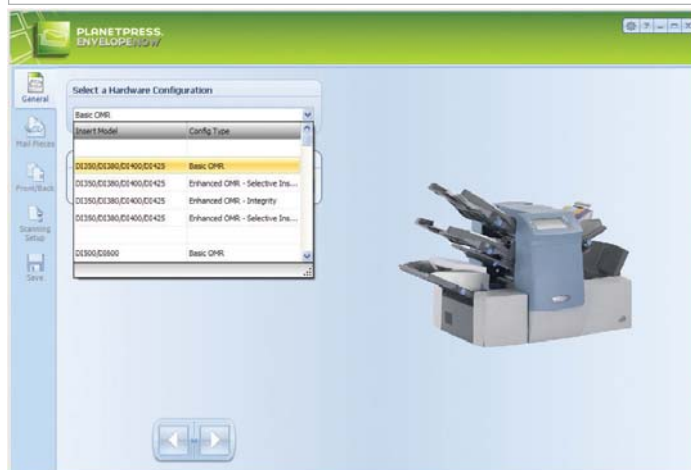 PLANETPRESS.
ENVELOPENOW
General
Select a Hardware Configuration
Basic OMR
Mail Pieces
Insert Model Config Type
DI350/DI380/DI400/DI425 Basic OMR
Front/Back
DI350/DI380/DI400/DI425 Enhanced OMR - Selective Ins...
DI350/DI380/DI400/DI425 Enhanced OMR - Integrity
DI350/DI380/DI400/DI425 Enhanced OMR - Selective Ins...
Scanning
Setup
DI500/DI600 Basic OMR
Save